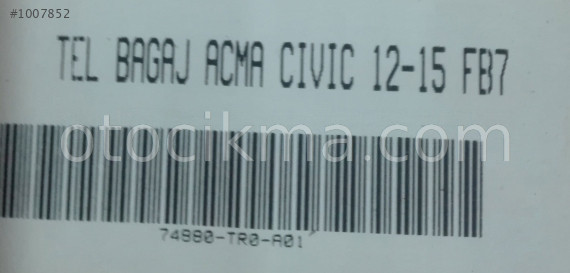 #1007852
TEL BAGAJ ACMA CIVIC 12-15 FB7
otocikma.com
74880-TR0-A01